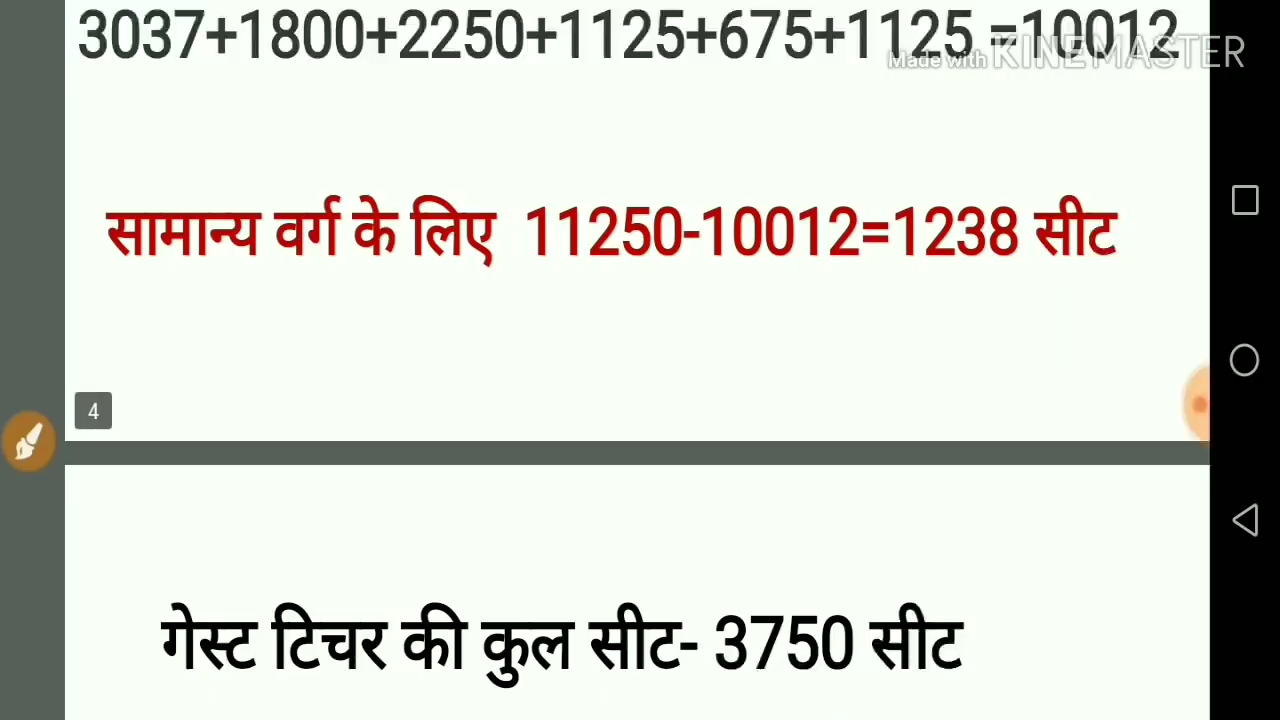 3037+1800+2250+1125+675+1125 =10012
Made with KINEMASTER
सामान्य वर्ग के लिए 11250-10012=1238 सीट
4
गेस्ट टिचर की कुल सीट- 3750 सीट